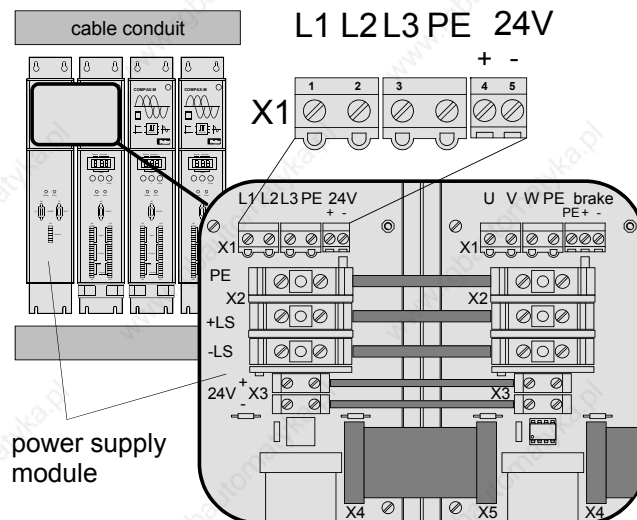 cable conduit
L1 L2 L3 PE 24V
+ -
X1
1 2 3 4 5
COMPAX-M COMPAX-M
L1 L2 L3 PE 24V
+ -
X1
U V W PE brake
PE + -
X1
PE
X2
X2
+LS
-LS
24V + - X3
X3
power supply
module
X4 X5 X4